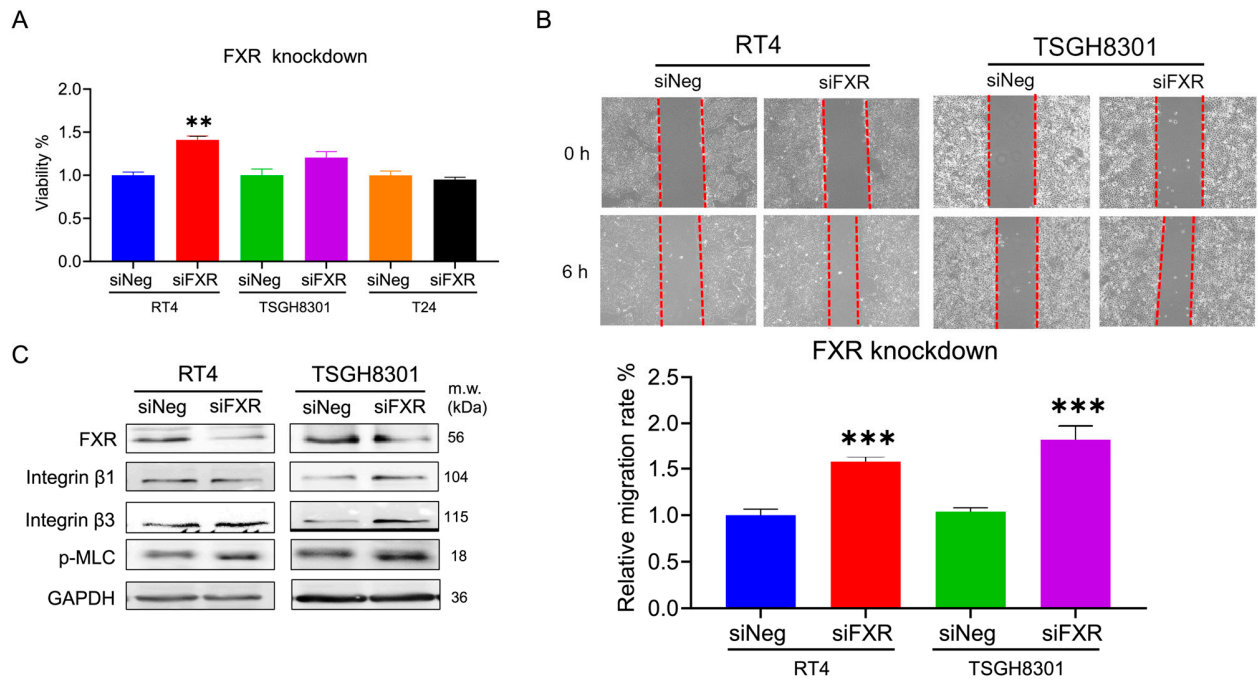 A
FXR knockdown
Viability %
2.0
1.5
1.0
0.5
0.0
**
siNeg siFXR siNeg siFXR siNeg siFXR
RT4 TSGH8301 T24
B
RT4 TSGH8301
siNeg siFXR siNeg siFXR
0 h
6 h
FXR knockdown
Relative migration rate %
2.5
2.0
1.5
1.0
0.5
0.0
*** ***
siNeg siFXR siNeg siFXR
RT4 TSGH8301
C
RT4 TSGH8301 m.w.
siNeg siFXR siNeg siFXR (kDa)
FXR 56
Integrin β1 104
Integrin β3 115
p-MLC 18
GAPDH 36